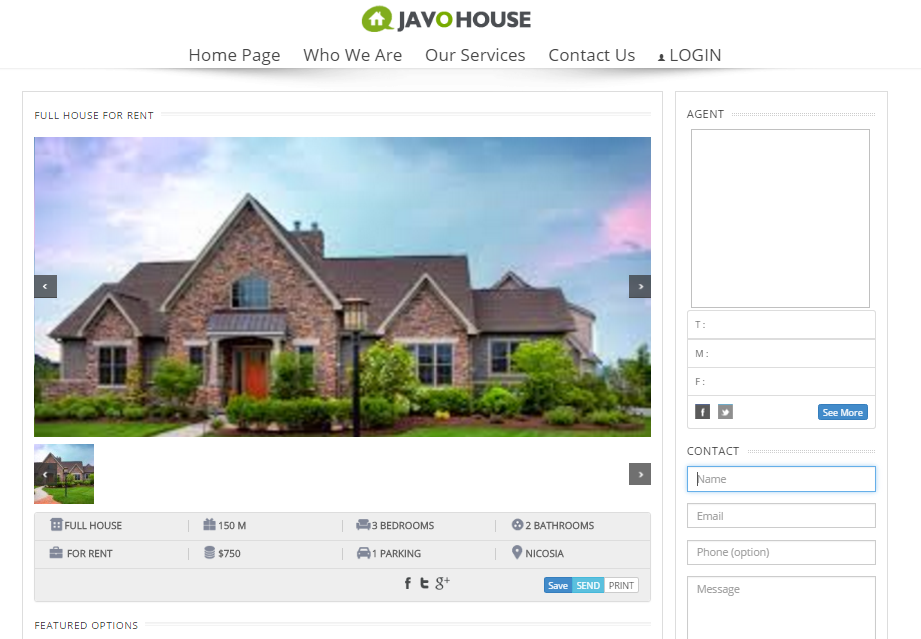 JAVO HOUSE
Home Page Who We Are Our Services Contact Us LOGIN
FULL HOUSE FOR RENT
FULL HOUSE 150 M 3 BEDROOMS 2 BATHROOMS
FOR RENT $750 1 PARKING NICOSIA
Save SEND PRINT
FEATURED OPTIONS
AGENT
T :
M :
F :
See More
CONTACT
Name
Email
Phone (option)
Message